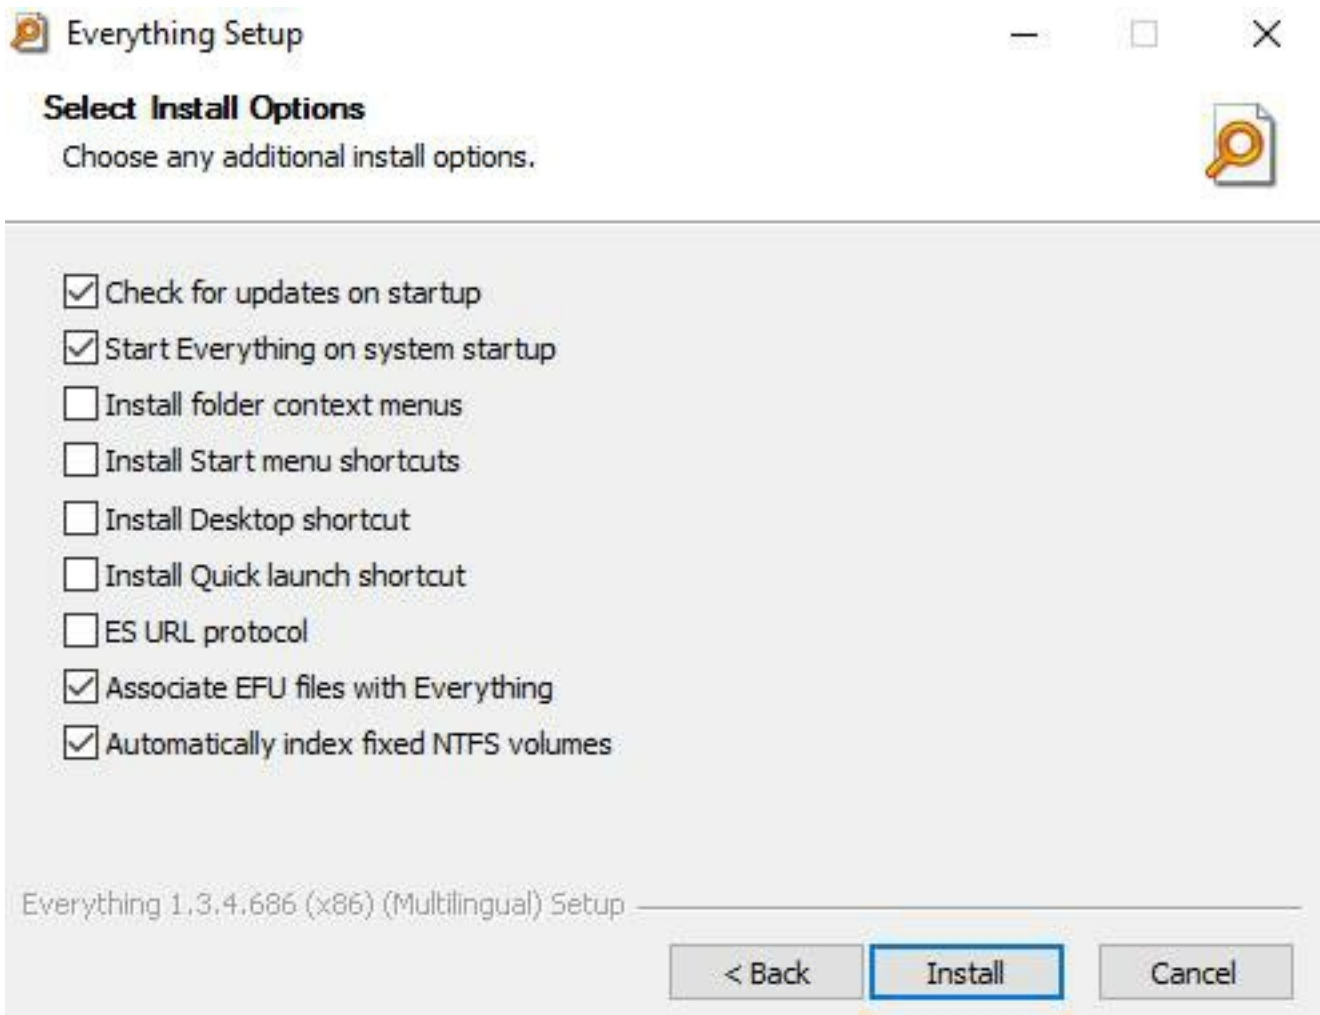 Everything Setup
Select Install Options
Choose any additional install options.
Check for updates on startup
Start Everything on system startup
Install folder context menus
Install Start menu shortcuts
Install Desktop shortcut
Install Quick launch shortcut
ES URL protocol
Associate EFU files with Everything
Automatically index fixed NTFS volumes
Everything 1.3.4.686 (x86) (Multilingual) Setup
< Back Install Cancel